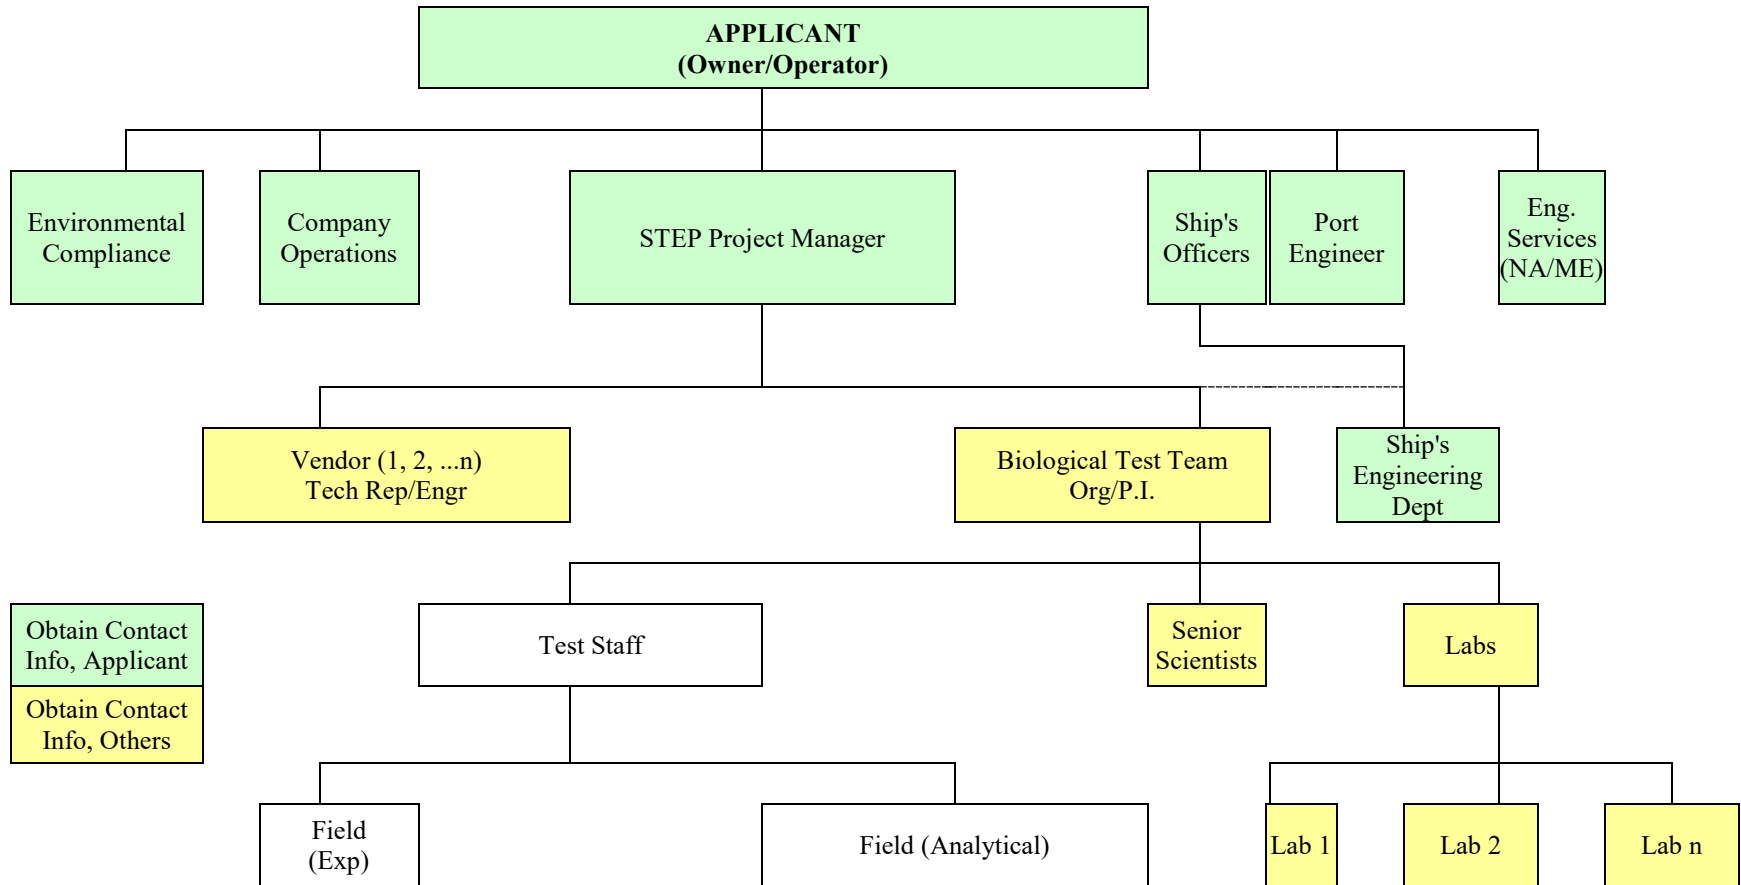 APPLICANT
(Owner/Operator)
Environmental
Compliance
Company
Operations
STEP Project Manager
Ship's
Officers
Port
Engineer
Eng.
Services
(NA/ME)
Vendor (1, 2, ...n)
Tech Rep/Engr
Biological Test Team
Org/P.I.
Ship's
Engineering
Dept
Obtain Contact
Info, Applicant
Obtain Contact
Info, Others
Test Staff
Senior
Scientists
Labs
Field
(Exp)
Field (Analytical)
Lab 1
Lab 2
Lab n